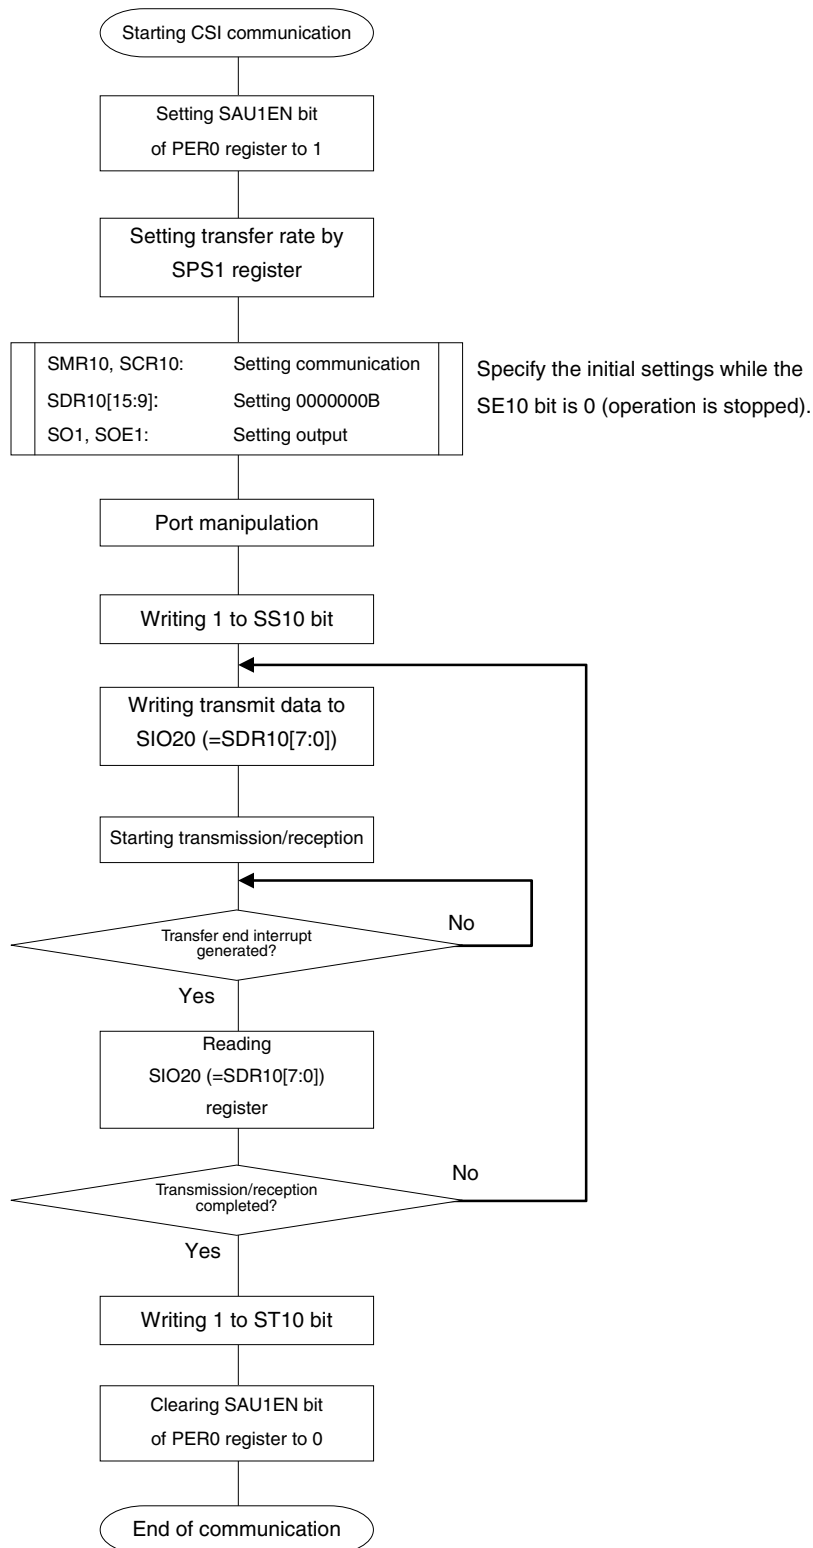 Starting CSI communication
Setting SAU1EN bit
of PER0 register to 1
Setting transfer rate by
SPS1 register
SMR10, SCR10: Setting communication
SDR10[15:9]: Setting 0000000B
SO1, SOE1: Setting output
Specify the initial settings while the
SE10 bit is 0 (operation is stopped).
Port manipulation
Writing 1 to SS10 bit
Writing transmit data to
SIO20 (=SDR10[7:0])
Starting transmission/reception
Transfer end interrupt
generated?
No
Yes
Reading
SIO20 (=SDR10[7:0])
register
Transmission/reception
completed?
No
Yes
Writing 1 to ST10 bit
Clearing SAU1EN bit
of PER0 register to 0
End of communication